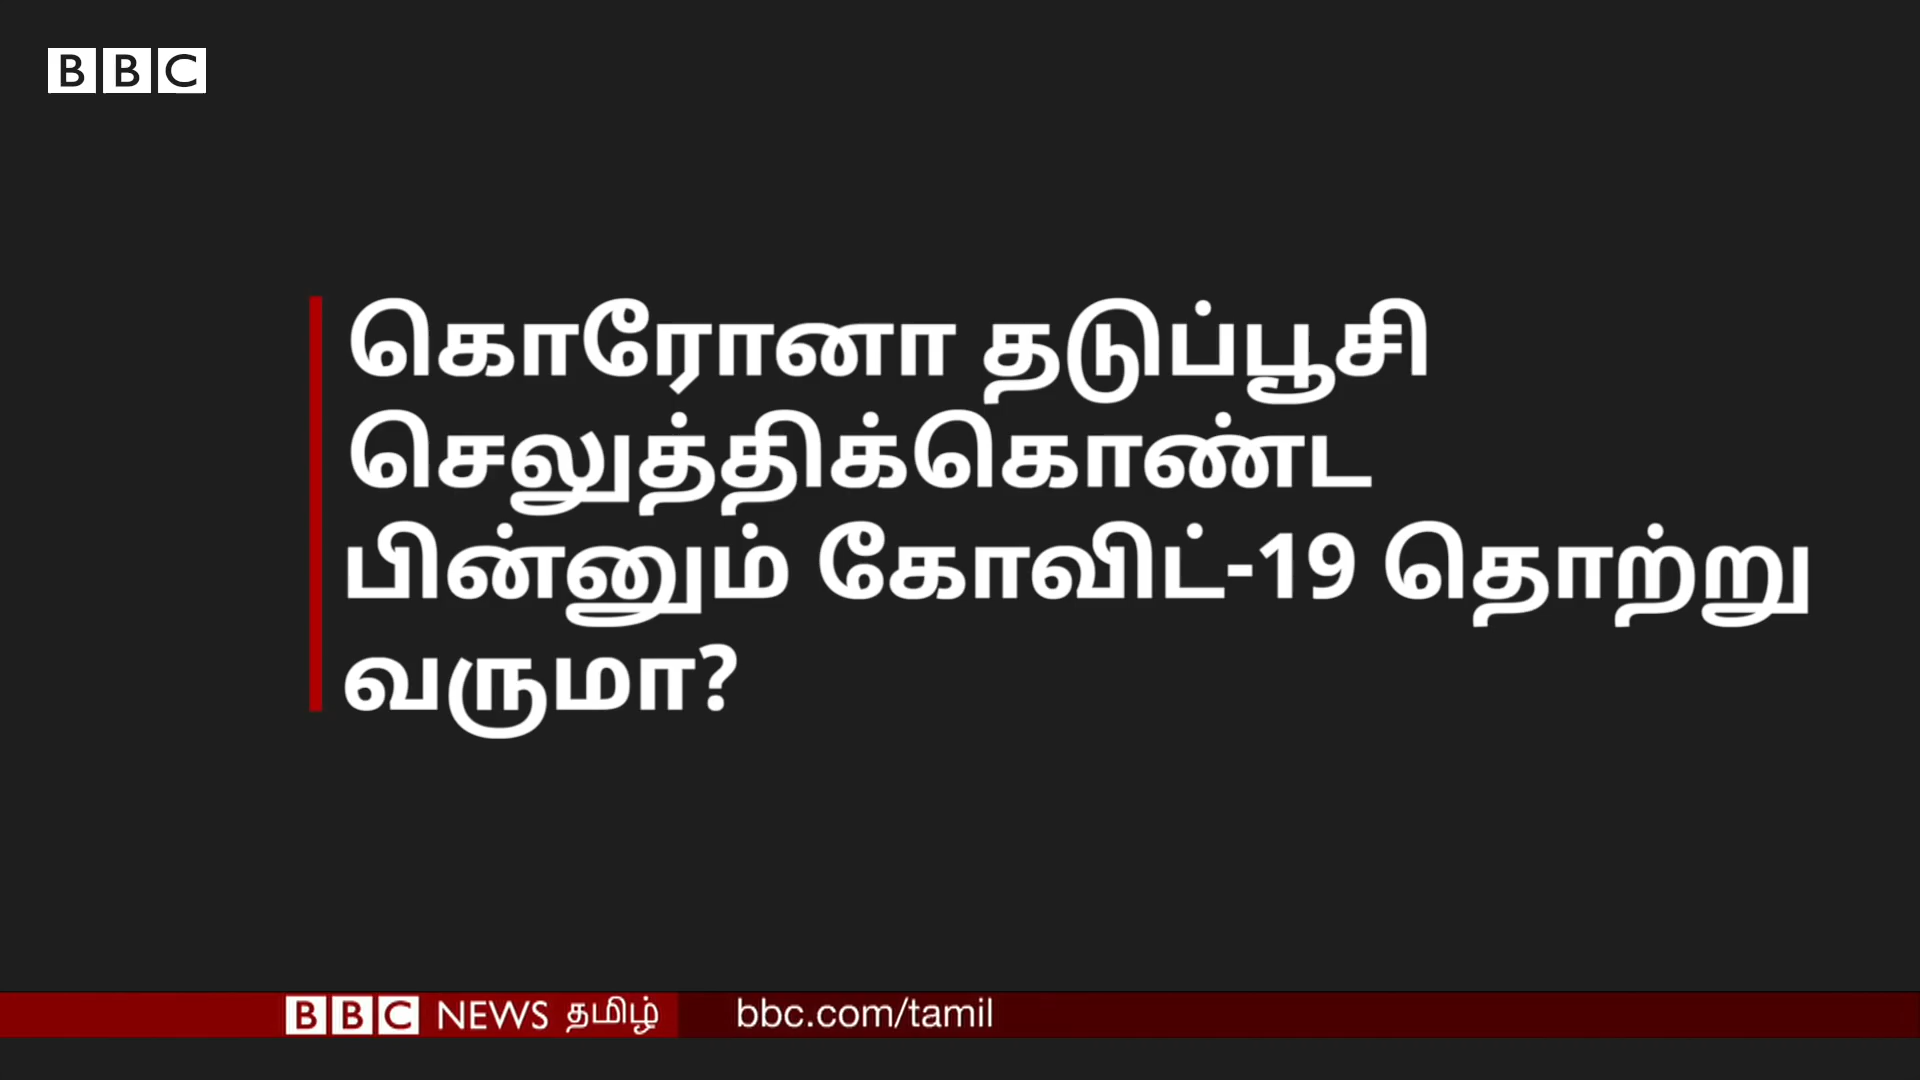 BBC
கொரோனா தடுப்பூசி
செலுத்திக்கொண்ட
பின்னும் கோவிட்-19 தொற்று
வருமா?
BBC NEWS தமிழ் bbc.com/tamil